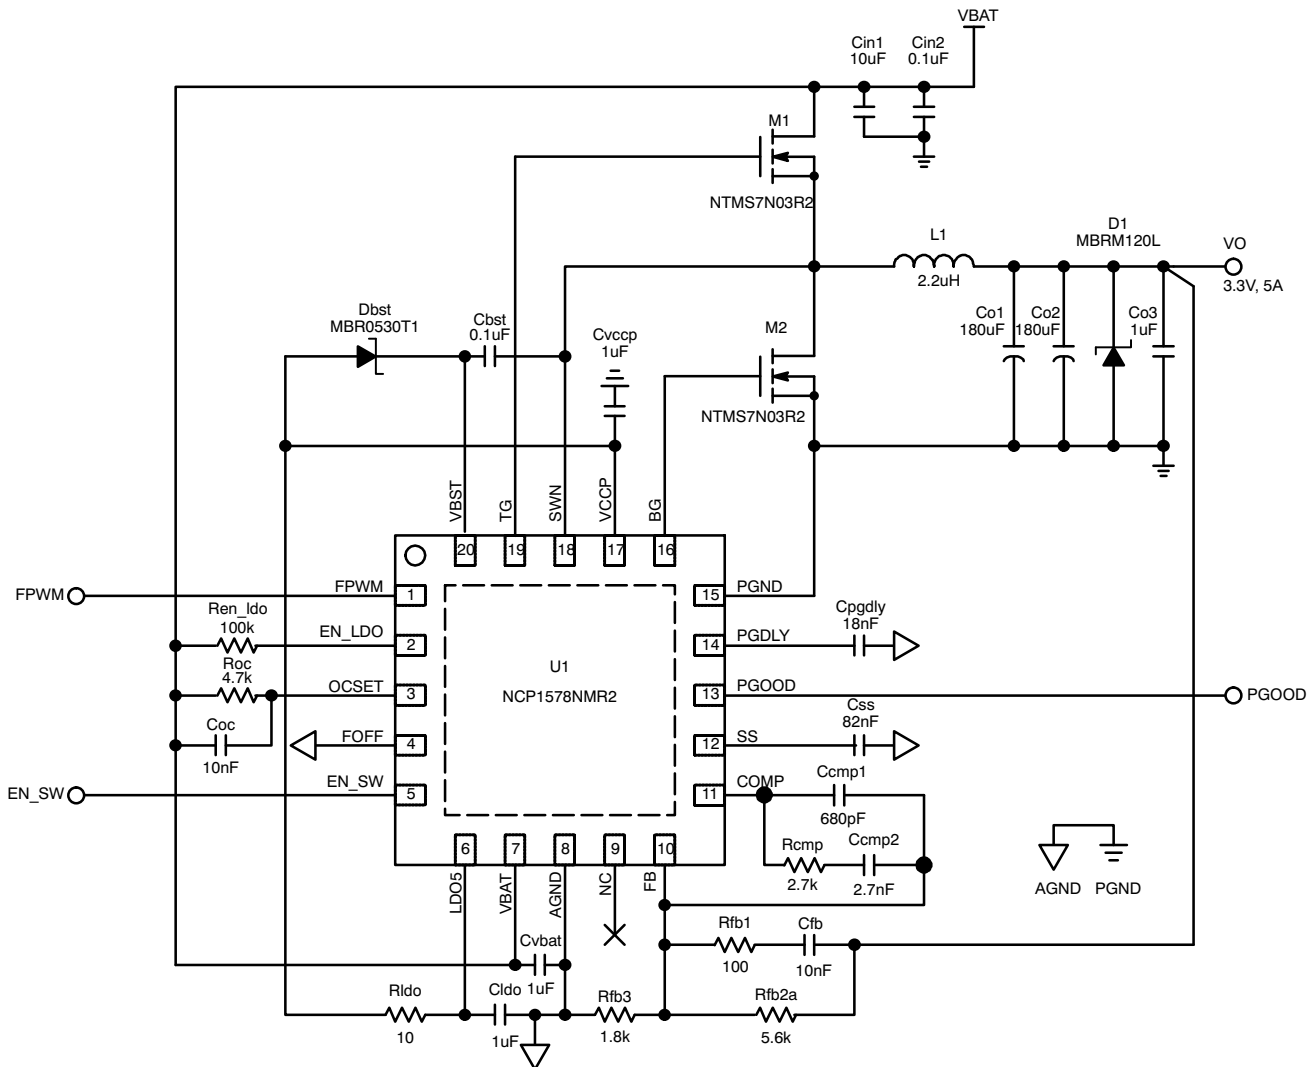 VBAT
Cin1
10uF
Cin2
0.1uF
M1
NTMS7N03R2
L1
2.2uH
D1
MBRM120L
VO
3.3V, 5A
Dbst
MBR0530T1
Cbst
0.1uF
Cvccp
1uF
M2
NTMS7N03R2
Co1
180uF
Co2
180uF
Co3
1uF
VBST
TG
SWN
VCCP
BG
20
19
18
17
16
FPWM
FPWM
1
15
PGND
Ren_ldo
100k
EN_LDO
2
14
PGDLY
Cpgdly
18nF
Roc
4.7k
OCSET
3
U1
NCP1578NMR2
13
PGOOD
PGOOD
Coc
10nF
FOFF
4
12
SS
Css
82nF
EN_SW
EN_SW
5
11
COMP
Ccmp1
680pF
Rcmp
2.7k
Ccmp2
2.7nF
6
7
8
9
10
LDO5
VBAT
AGND
NC
FB
AGND
PGND
Cvbat
1uF
Rfb1
100
Cfb
10nF
Rldo
10
Cldo
1uF
Rfb3
1.8k
Rfb2a
5.6k